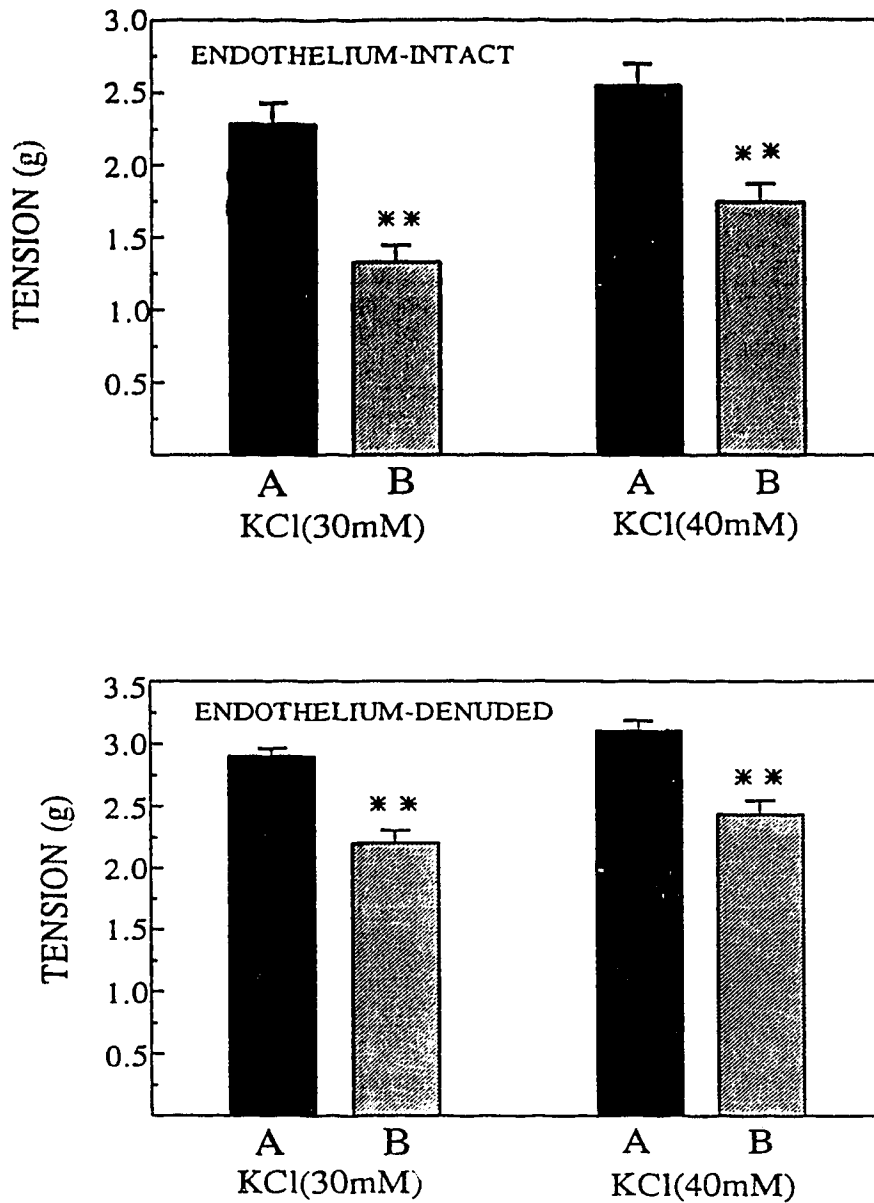 3.0
ENDOTHELIUM-INTACT
2.5
**
2.0
**
1.5
1.0
0.5
TENSION (g)
A B A B
KCl(30mM) KCl(40mM)
3.5
ENDOTHELIUM-DENUDED
3.0
**
**
2.5
2.0
1.5
1.0
0.5
TENSION (g)
A B A B
KCl(30mM) KCl(40mM)